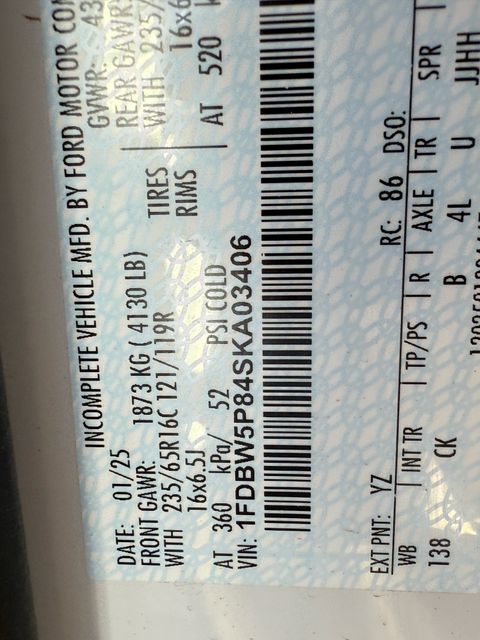 INCOMPLETE VEHICLE MFD. BY FORD MOTOR
DATE: 01/25 GVWR:
FRONT GAWR: 1873 KG ( 4130 LB) REAR GAWR
WITH 235/65R16C 121/119R TIRES WITH 235/
16x6.5J RIMS
AT 360 kPa/ 52 PSI COLD AT 520
VIN: 1FDBW5P84SKA03406
EXT PNT: YZ RC: 86 DSO:
WB INT TR TP/PS R AXLE TR SPR
138 CK B 4L U JJHH